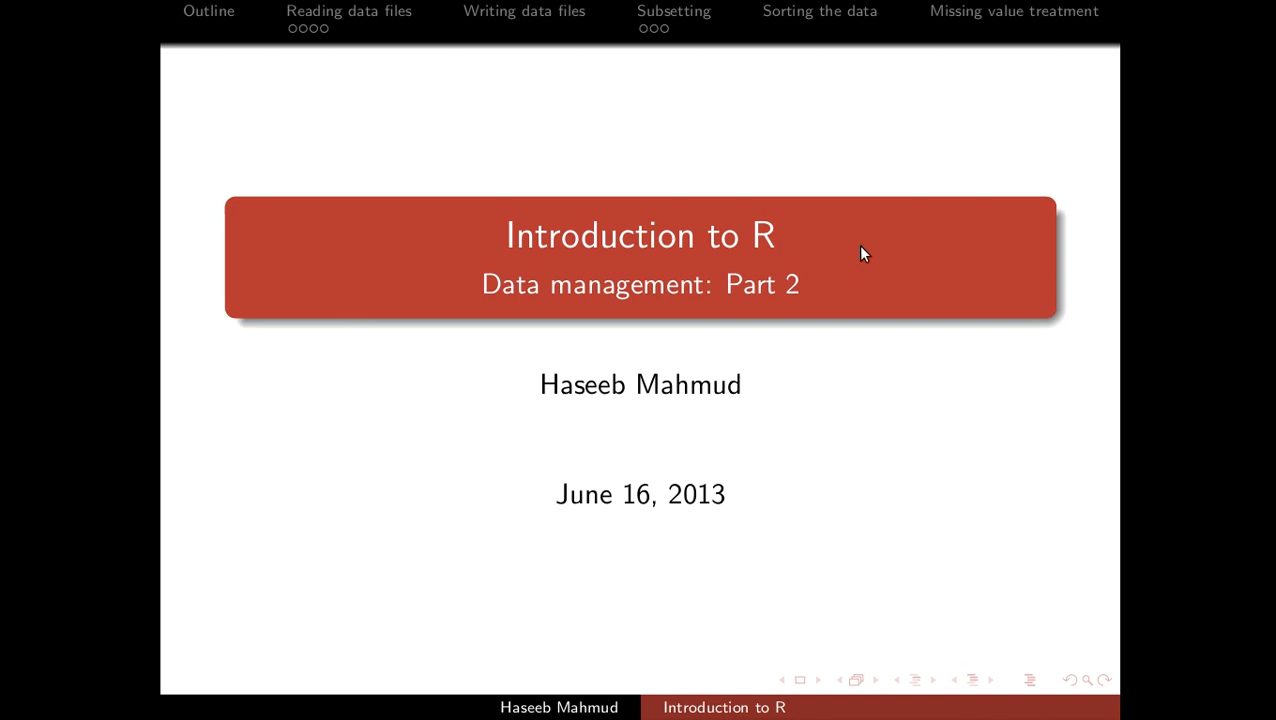 Outline Reading data files Writing data files Subsetting Sorting the data Missing value treatment
Introduction to R
Data management: Part 2
Haseeb Mahmud
June 16, 2013
Haseeb Mahmud Introduction to R